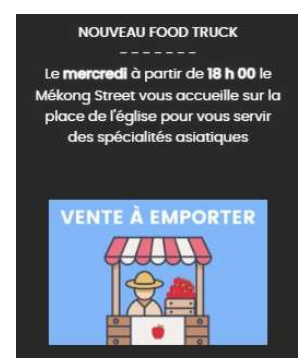 NOUVEAU FOOD TRUCK
Le mercredi à partir de 18 h 00 le
Mékong Street vous accueille sur la
place de l'église pour vous servir
des spécialités asiatiques
VENTE À EMPORTER